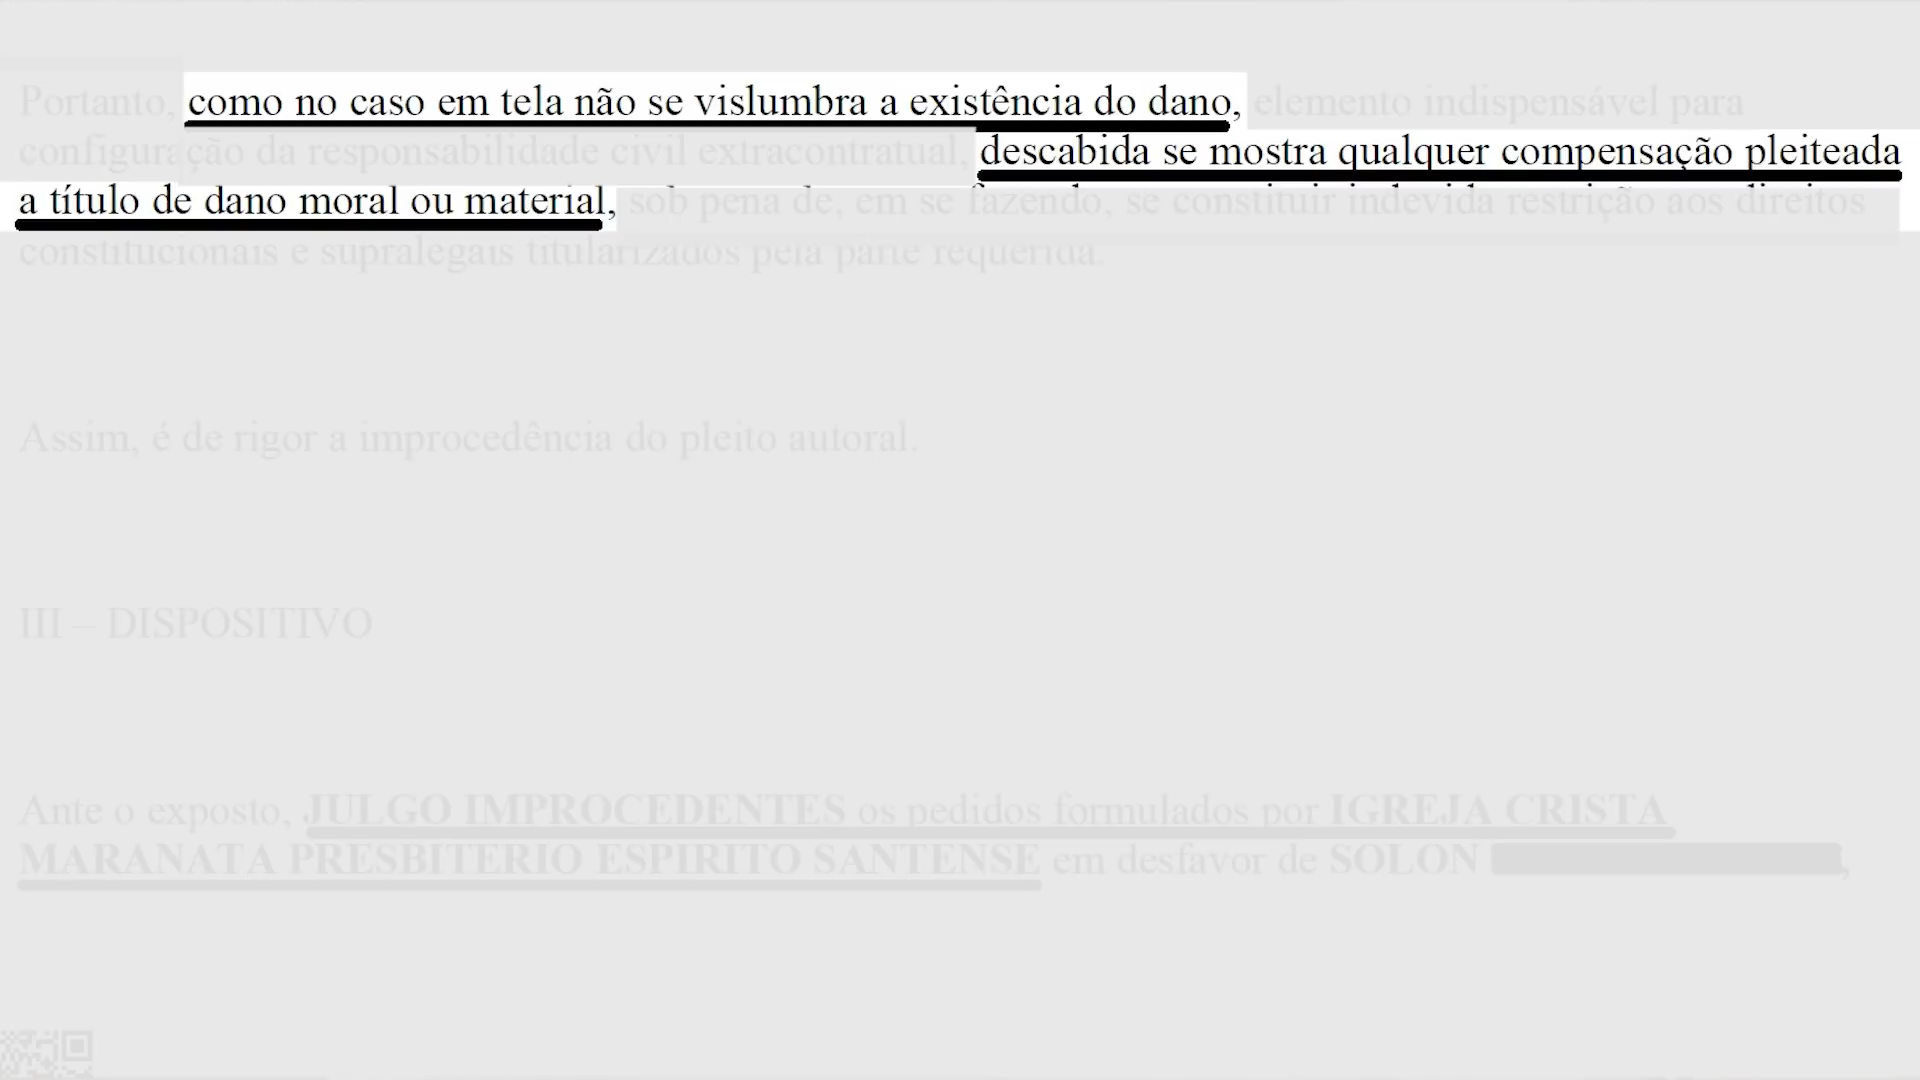 Portanto, como no caso em tela não se vislumbra a existência do dano, elemento indispensável para
configuração da responsabilidade civil extracontratual, descabida se mostra qualquer compensação pleiteada
a título de dano moral ou material, sob pena de, em se fazendo, se constituir indevida restrição aos direitos
constitucionais e supralegais titularizados pela parte requerida.
Assim, é de rigor a improcedência do pleito autoral.
III – DISPOSITIVO
Ante o exposto, JULGO IMPROCEDENTES os pedidos formulados por IGREJA CRISTA
MARANATA PRESBITERIO ESPIRITO SANTENSE em desfavor de SOLON ,